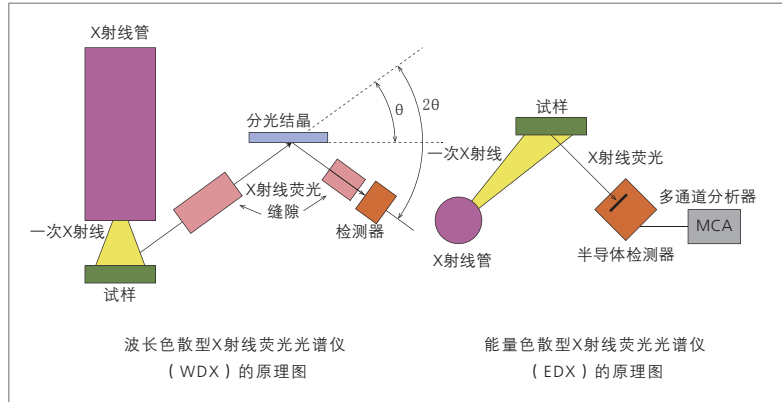 X射线管
分光结晶
θ
2θ
X射线荧光
缝隙
一次X射线
检测器
试样
波长色散型X射线荧光光谱仪
（WDX）的原理图
试样
一次X射线
X射线荧光
多通道分析器
MCA
X射线管
半导体检测器
能量色散型X射线荧光光谱仪
（EDX）的原理图